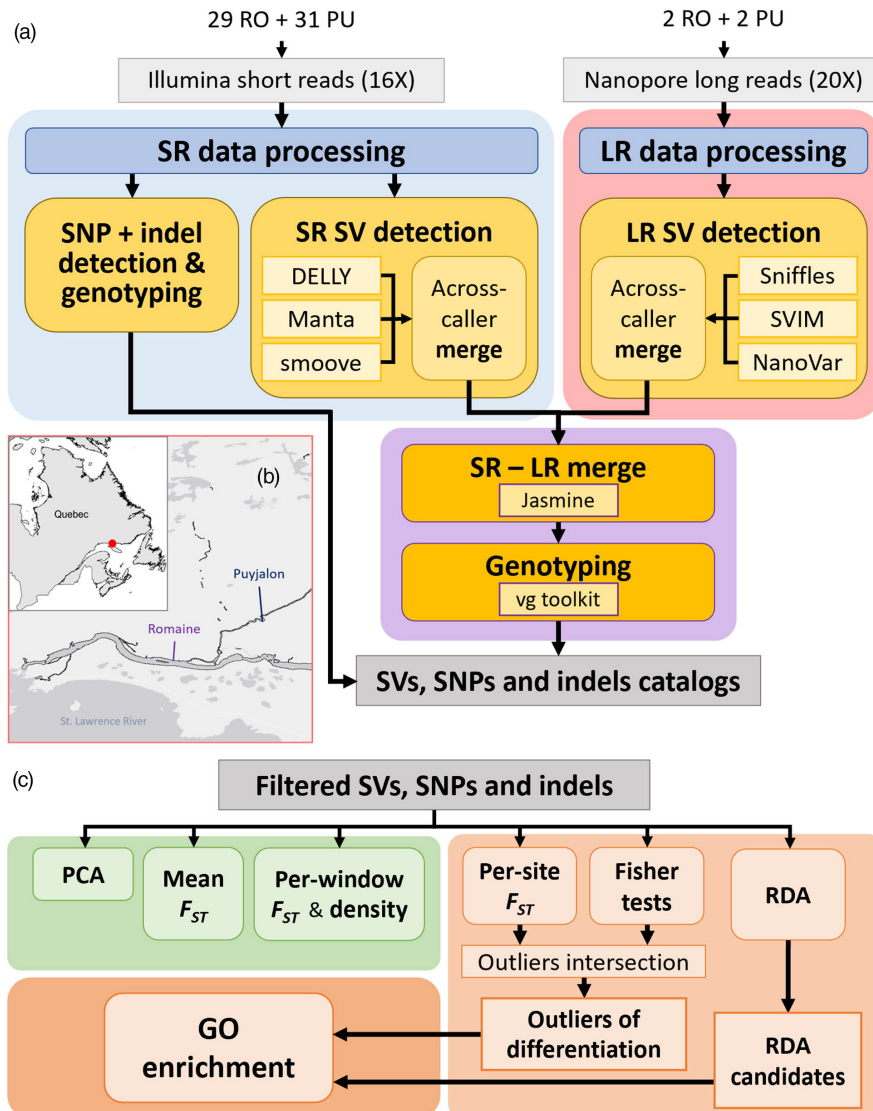 (a)
29 RO + 31 PU
2 RO + 2 PU
Illumina short reads (16X)
Nanopore long reads (20X)
SR data processing
LR data processing
SNP + indel
detection &
genotyping
SR SV detection
DELLY
Manta
smoove
Across-
caller
merge
LR SV detection
Across-
caller
merge
Sniffles
SVIM
NanoVar
SR – LR merge
Jasmine
Genotyping
vg toolkit
SVs, SNPs and indels catalogs
(b)
Quebec
Puyjalon
Romaine
St. Lawrence River
(c)
Filtered SVs, SNPs and indels
PCA
Mean
FST
Per-window
FST & density
Per-site
FST
Fisher
tests
RDA
Outliers intersection
Outliers of
differentiation
RDA
candidates
GO
enrichment